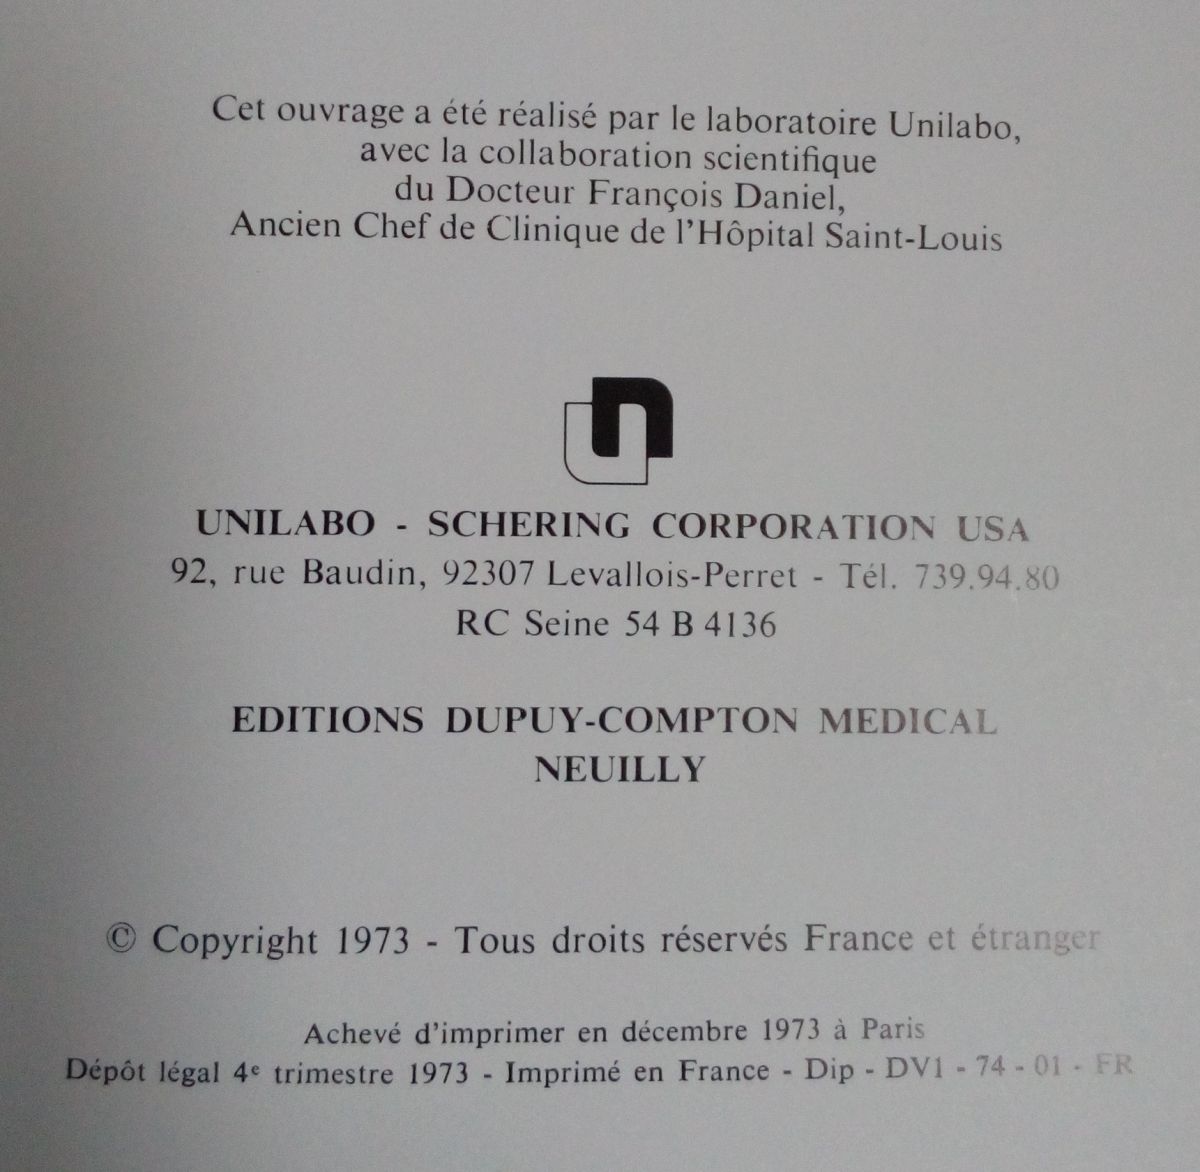 Cet ouvrage a été réalisé par le laboratoire Unilabo,
avec la collaboration scientifique
du Docteur François Daniel,
Ancien Chef de Clinique de l'Hôpital Saint-Louis
UNILABO - SCHERING CORPORATION USA
92, rue Baudin, 92307 Levallois-Perret - Tél. 739.94.80
RC Seine 54 B 4136
EDITIONS DUPUY-COMPTON MEDICAL
NEUILLY
© Copyright 1973 - Tous droits réservés France et étranger
Achevé d'imprimer en décembre 1973 à Paris
Dépôt légal 4e trimestre 1973 - Imprimé en France - Dip - DV1 - 74 - 01 - FR